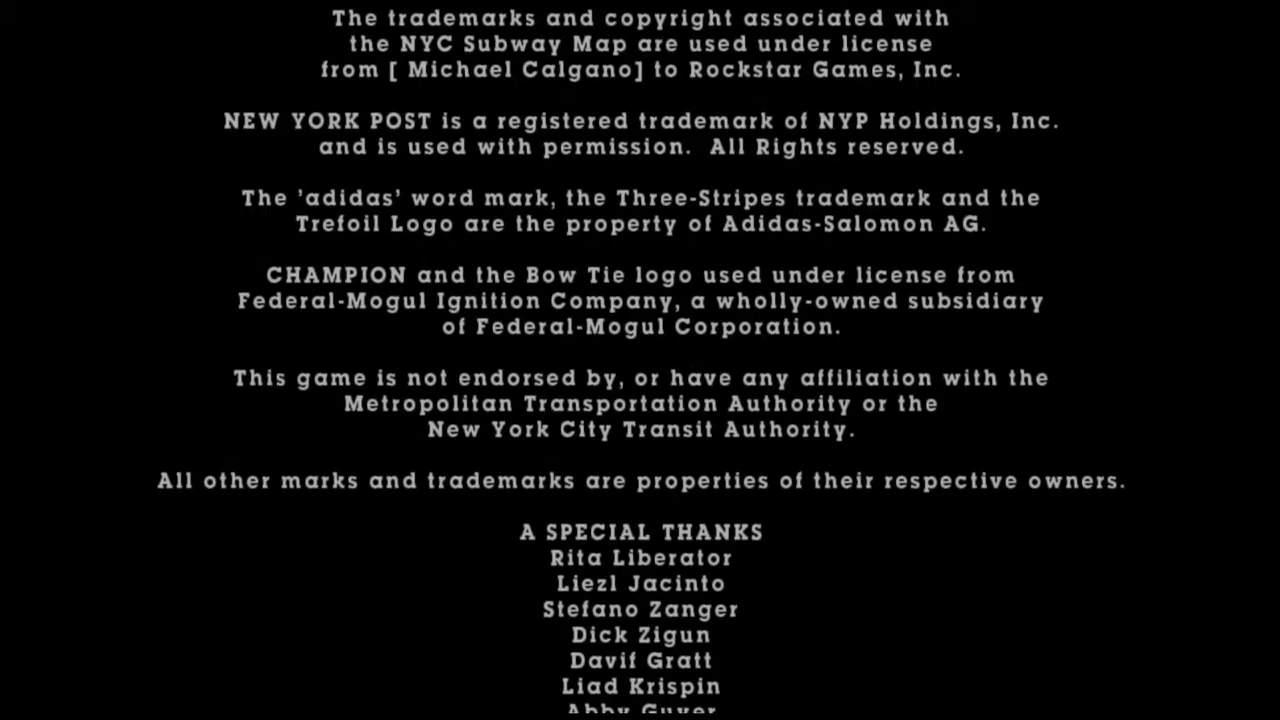 The trademarks and copyright associated with
the NYC Subway Map are used under license
from [ Michael Calgano] to Rockstar Games, Inc.
NEW YORK POST is a registered trademark of NYP Holdings, Inc.
and is used with permission.  All Rights reserved.
The 'adidas' word mark, the Three-Stripes trademark and the
Trefoil Logo are the property of Adidas-Salomon AG.
CHAMPION and the Bow Tie logo used under license from
Federal-Mogul Ignition Company, a wholly-owned subsidiary
of Federal-Mogul Corporation.
This game is not endorsed by, or have any affiliation with the
Metropolitan Transportation Authority or the
New York City Transit Authority.
All other marks and trademarks are properties of their respective owners.
A SPECIAL THANKS
Rita Liberator
Liezl Jacinto
Stefano Zanger
Dick Zigun
Davif Gratt
Liad Krispin
Abby Guyer